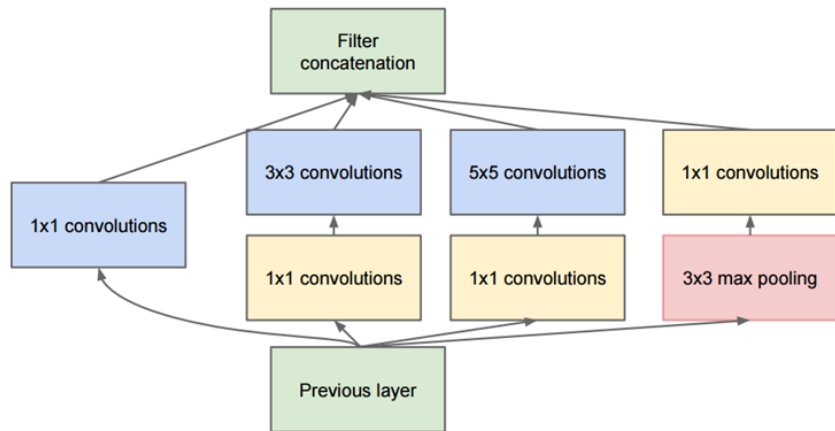 Filter
concatenation
3x3 convolutions
5x5 convolutions
1x1 convolutions
1x1 convolutions
1x1 convolutions
1x1 convolutions
3x3 max pooling
Previous layer